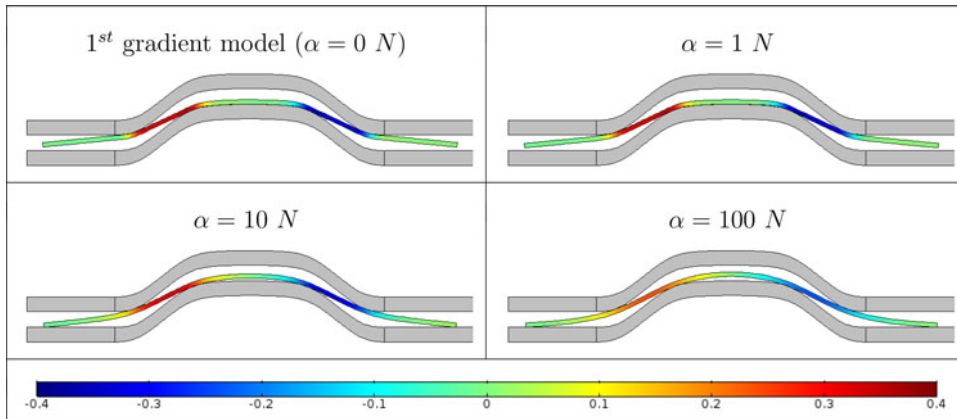 1st gradient model (α = 0 N)
α = 1 N
α = 10 N
α = 100 N
-0.4 -0.3 -0.2 -0.1 0 0.1 0.2 0.3 0.4